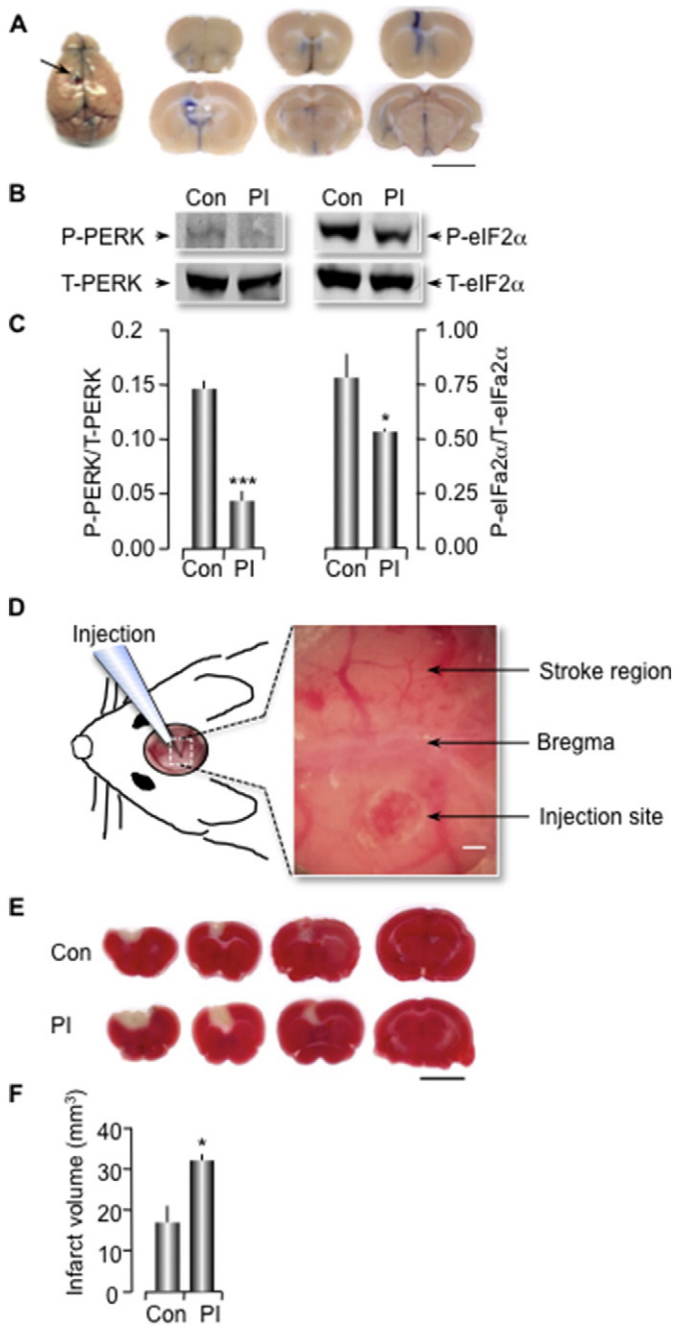 A
B
Con PI
Con PI
P-PERK
P-eIF2α
T-PERK
T-eIF2α
C
0.2
0.15
0.10
0.05
0.00
P-PERK/T-PERK
***
Con PI
*
Con PI
1.00
0.75
0.50
0.25
0.00
P-eIFa2α/T-eIFa2α
D
Injection
Stroke region
Bregma
Injection site
E
Con
PI
F
Infarct volume (mm³)
40
30
20
10
0
*
Con PI